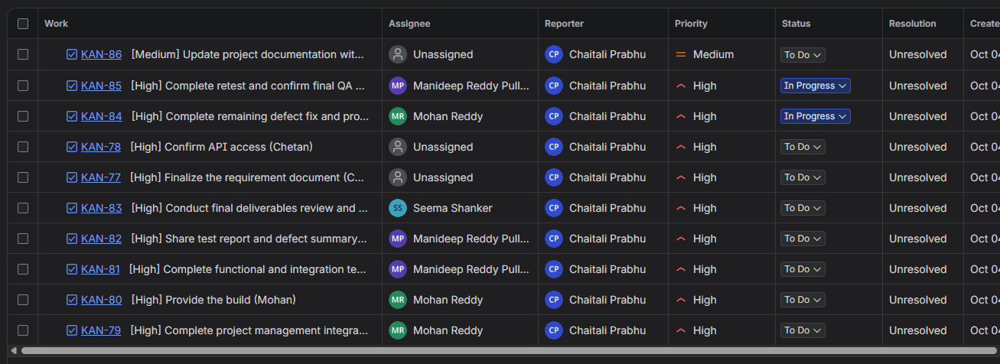 Work Assignee Reporter Priority Status Resolution Create
KAN-86 [Medium] Update project documentation wit... Unassigned CP Chaitali Prabhu Medium To Do Unresolved Oct 04
KAN-85 [High] Complete retest and confirm final QA ... MP Manideep Reddy Pull... CP Chaitali Prabhu High In Progress Unresolved Oct 04
KAN-84 [High] Complete remaining defect fix and pro... MR Mohan Reddy CP Chaitali Prabhu High In Progress Unresolved Oct 04
KAN-78 [High] Confirm API access (Chetan) Unassigned CP Chaitali Prabhu High To Do Unresolved Oct 04
KAN-77 [High] Finalize the requirement document (C... Unassigned CP Chaitali Prabhu High To Do Unresolved Oct 04
KAN-83 [High] Conduct final deliverables review and ... SS Seema Shanker CP Chaitali Prabhu High To Do Unresolved Oct 04
KAN-82 [High] Share test report and defect summary... MP Manideep Reddy Pull... CP Chaitali Prabhu High To Do Unresolved Oct 04
KAN-81 [High] Complete functional and integration te... MP Manideep Reddy Pull... CP Chaitali Prabhu High To Do Unresolved Oct 04
KAN-80 [High] Provide the build (Mohan) MR Mohan Reddy CP Chaitali Prabhu High To Do Unresolved Oct 04
KAN-79 [High] Complete project management integra... MR Mohan Reddy CP Chaitali Prabhu High To Do Unresolved Oct 04